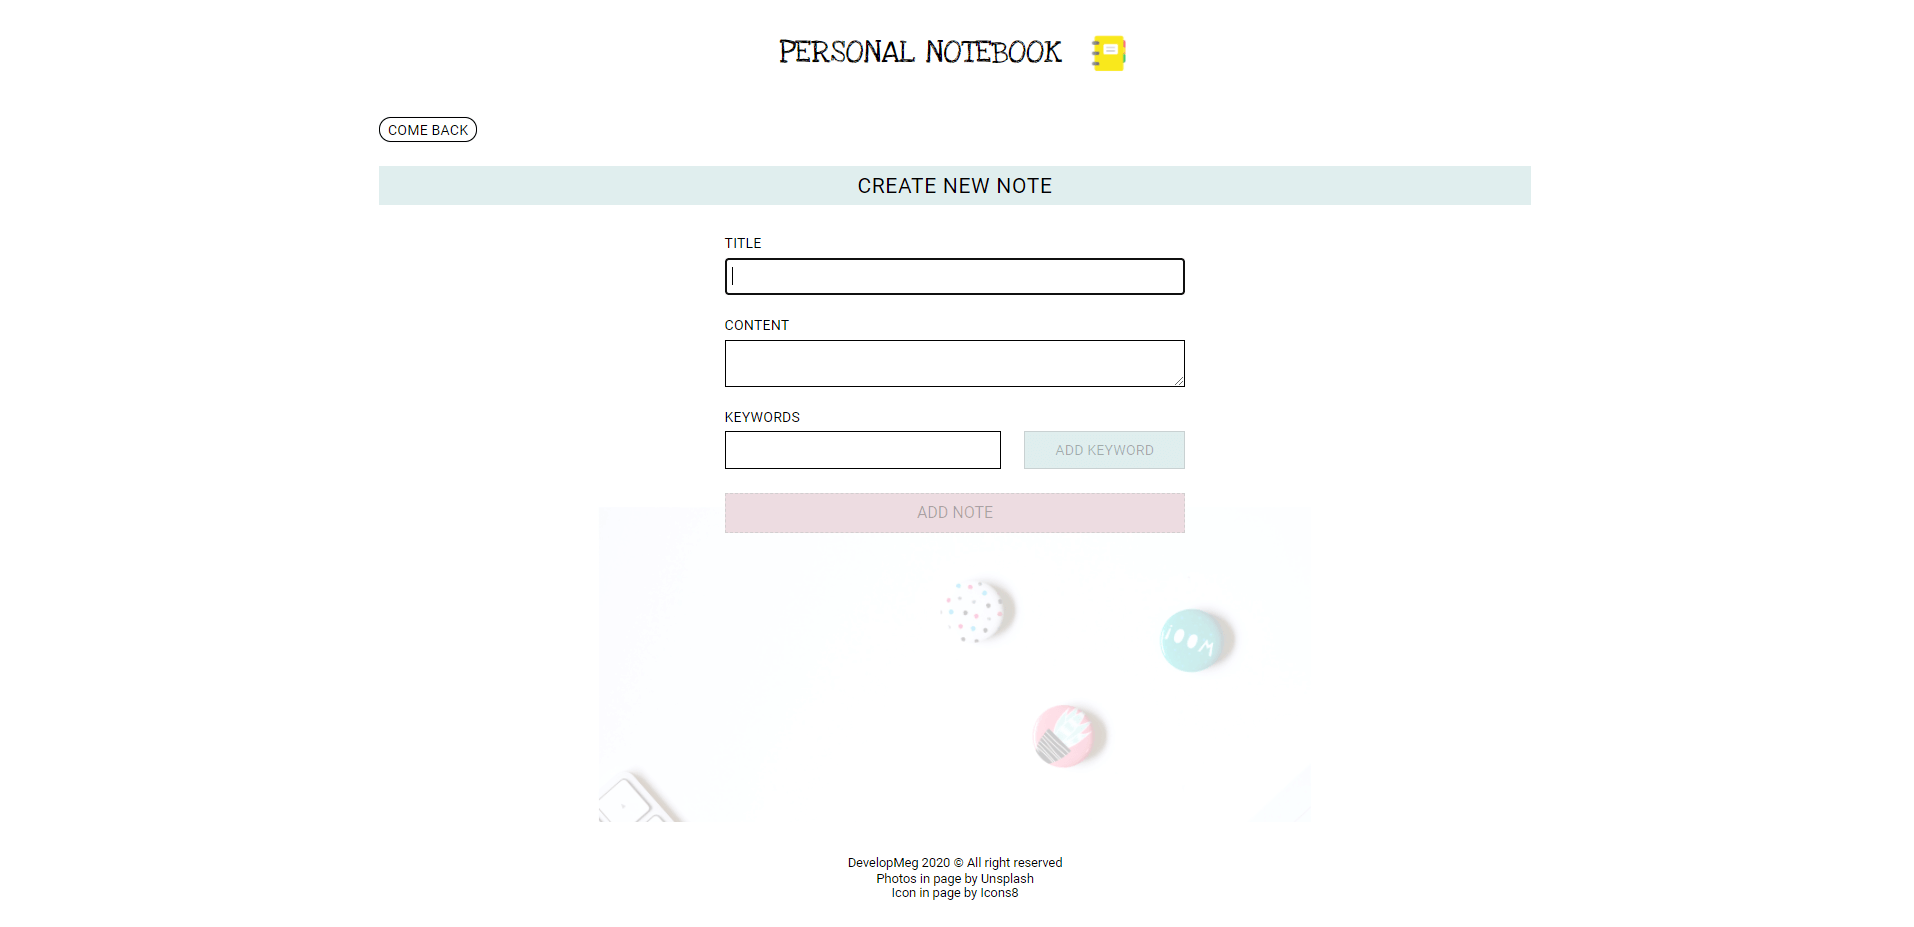 PERSONAL NOTEBOOK
COME BACK
CREATE NEW NOTE
TITLE
CONTENT
KEYWORDS
ADD KEYWORD
ADD NOTE
DevelopMeg 2020 © All right reserved
Photos in page by Unsplash
Icon in page by Icons8